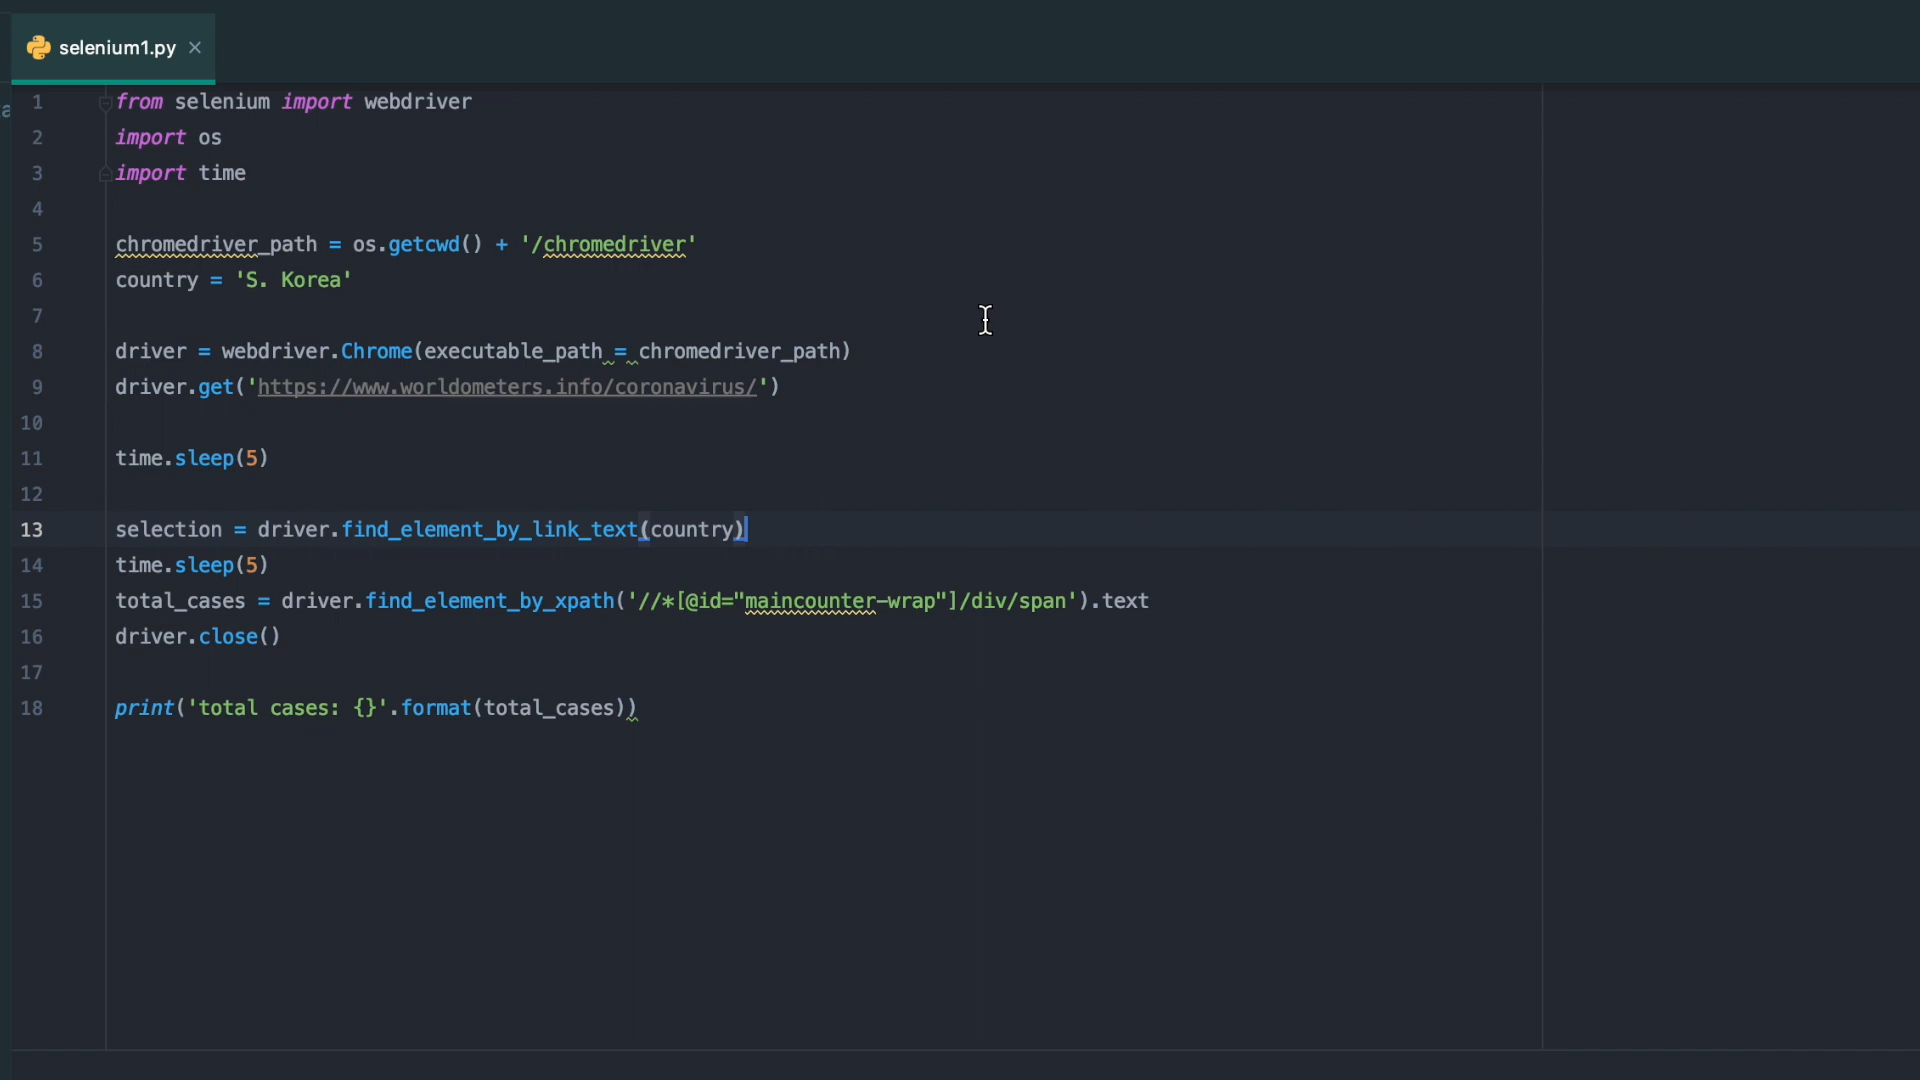 selenium1.py
1 from selenium import webdriver
2 import os
3 import time
4
5 chromedriver_path = os.getcwd() + '/chromedriver'
6 country = 'S. Korea'
7
8 driver = webdriver.Chrome(executable_path = chromedriver_path)
9 driver.get('https://www.worldometers.info/coronavirus/')
10
11 time.sleep(5)
12
13 selection = driver.find_element_by_link_text(country)
14 time.sleep(5)
15 total_cases = driver.find_element_by_xpath('//*[@id="maincounter-wrap"]/div/span').text
16 driver.close()
17
18 print('total cases: {}'.format(total_cases))